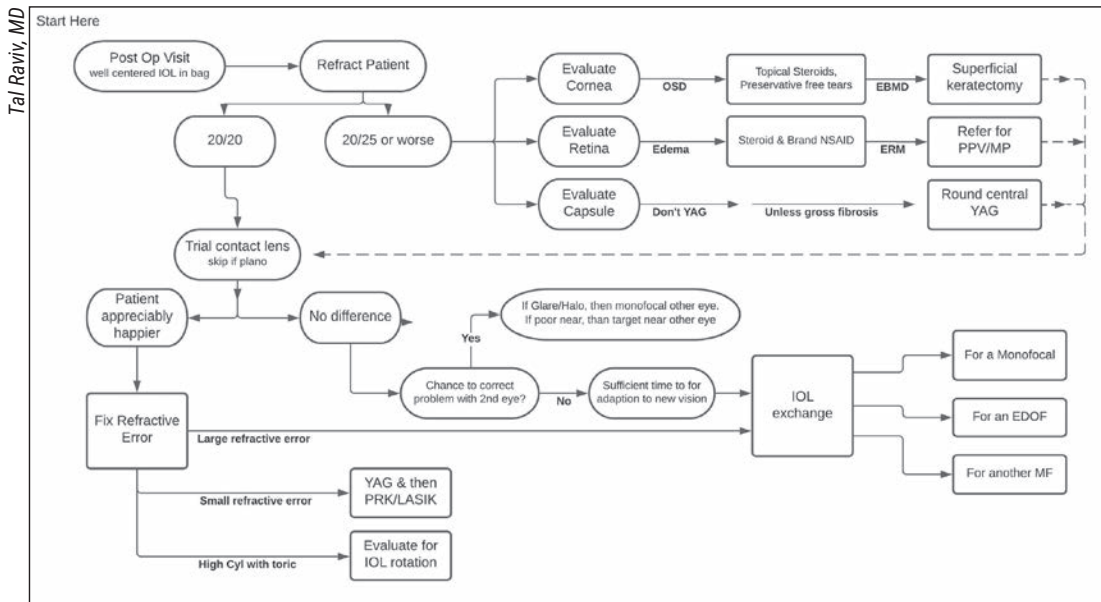 Tal Raviv, MD
Start Here
Post Op Visit
well centered IOL in bag
Refract Patient
20/20
20/25 or worse
Evaluate
Cornea
OSD
Topical Steroids,
Preservative free tears
EBMD
Superficial
keratectomy
Evaluate
Retina
Edema
Steroid & Brand NSAID
ERM
Refer for
PPV/MP
Evaluate
Capsule
Don't YAG
Unless gross fibrosis
Round central
YAG
Trial contact lens
skip if plano
Patient
appreciably
happier
No difference
If Glare/Halo, then monofocal other eye.
If poor near, than target near other eye
Yes
Chance to correct
problem with 2nd eye?
No
Sufficient time to for
adaption to new vision
IOL
exchange
For a Monofocal
For an EDOF
For another MF
Fix Refractive
Error
Large refractive error
Small refractive error
YAG & then
PRK/LASIK
High Cyl with toric
Evaluate for
IOL rotation